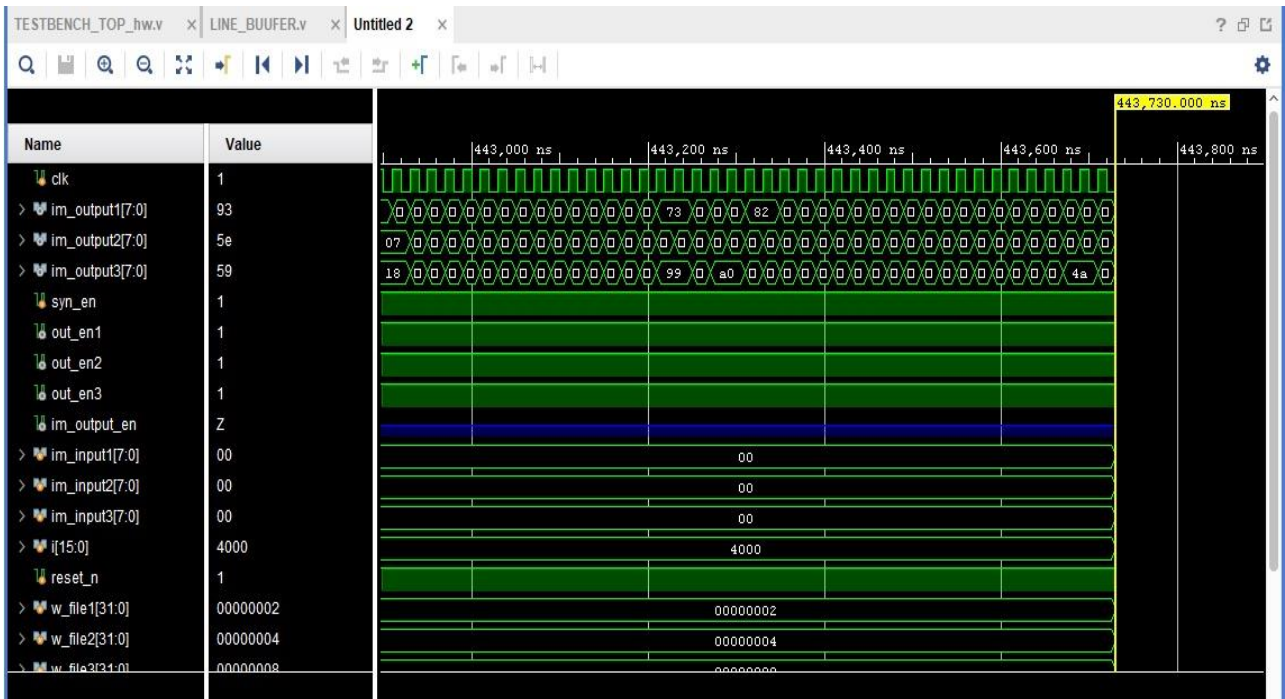 TESTBENCH_TOP_hw.v × LINE_BUUFER.v × Untitled 2 ×
443,730.000 ns
Name Value 443,000 ns 443,200 ns 443,400 ns 443,600 ns 443,800 ns
clk 1
im_output1[7:0] 93 73 82
im_output2[7:0] 5e 07
im_output3[7:0] 59 18 99 a0 4a
syn_en 1
out_en1 1
out_en2 1
out_en3 1
im_output_en Z
im_input1[7:0] 00 00
im_input2[7:0] 00 00
im_input3[7:0] 00 00
i[15:0] 4000 4000
reset_n 1
w_file1[31:0] 00000002 00000002
w_file2[31:0] 00000004 00000004
w_file3[31:0] 00000008